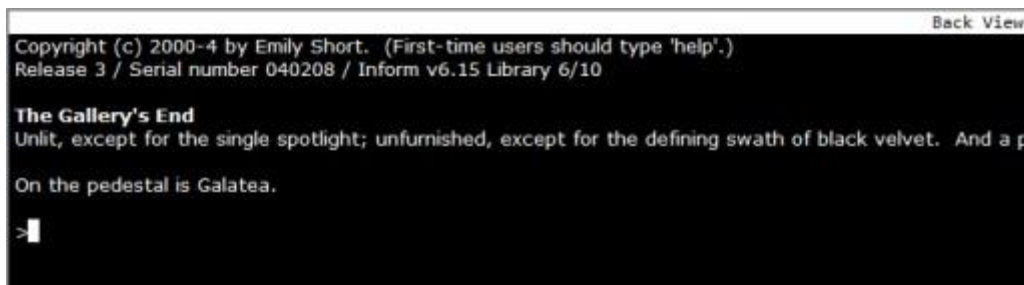 Back View
Copyright (c) 2000-4 by Emily Short. (First-time users should type 'help'.)
Release 3 / Serial number 040208 / Inform v6.15 Library 6/10
The Gallery's End
Unlit, except for the single spotlight; unfurnished, except for the defining swath of black velvet. And a
On the pedestal is Galatea.
>